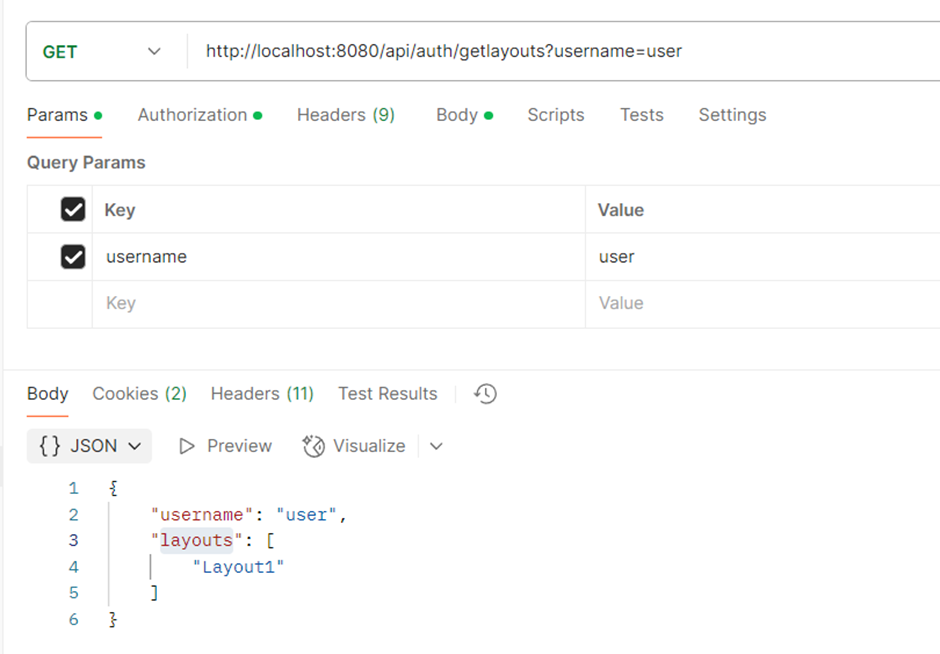 GET http://localhost:8080/api/auth/getlayouts?username=user
Params Authorization Headers (9) Body Scripts Tests Settings
Query Params
Key Value
username user
Key Value
Body Cookies (2) Headers (11) Test Results
{} JSON Preview Visualize
1 {
2 "username": "user",
3 "layouts": [
4 "Layout1"
5 ]
6 }